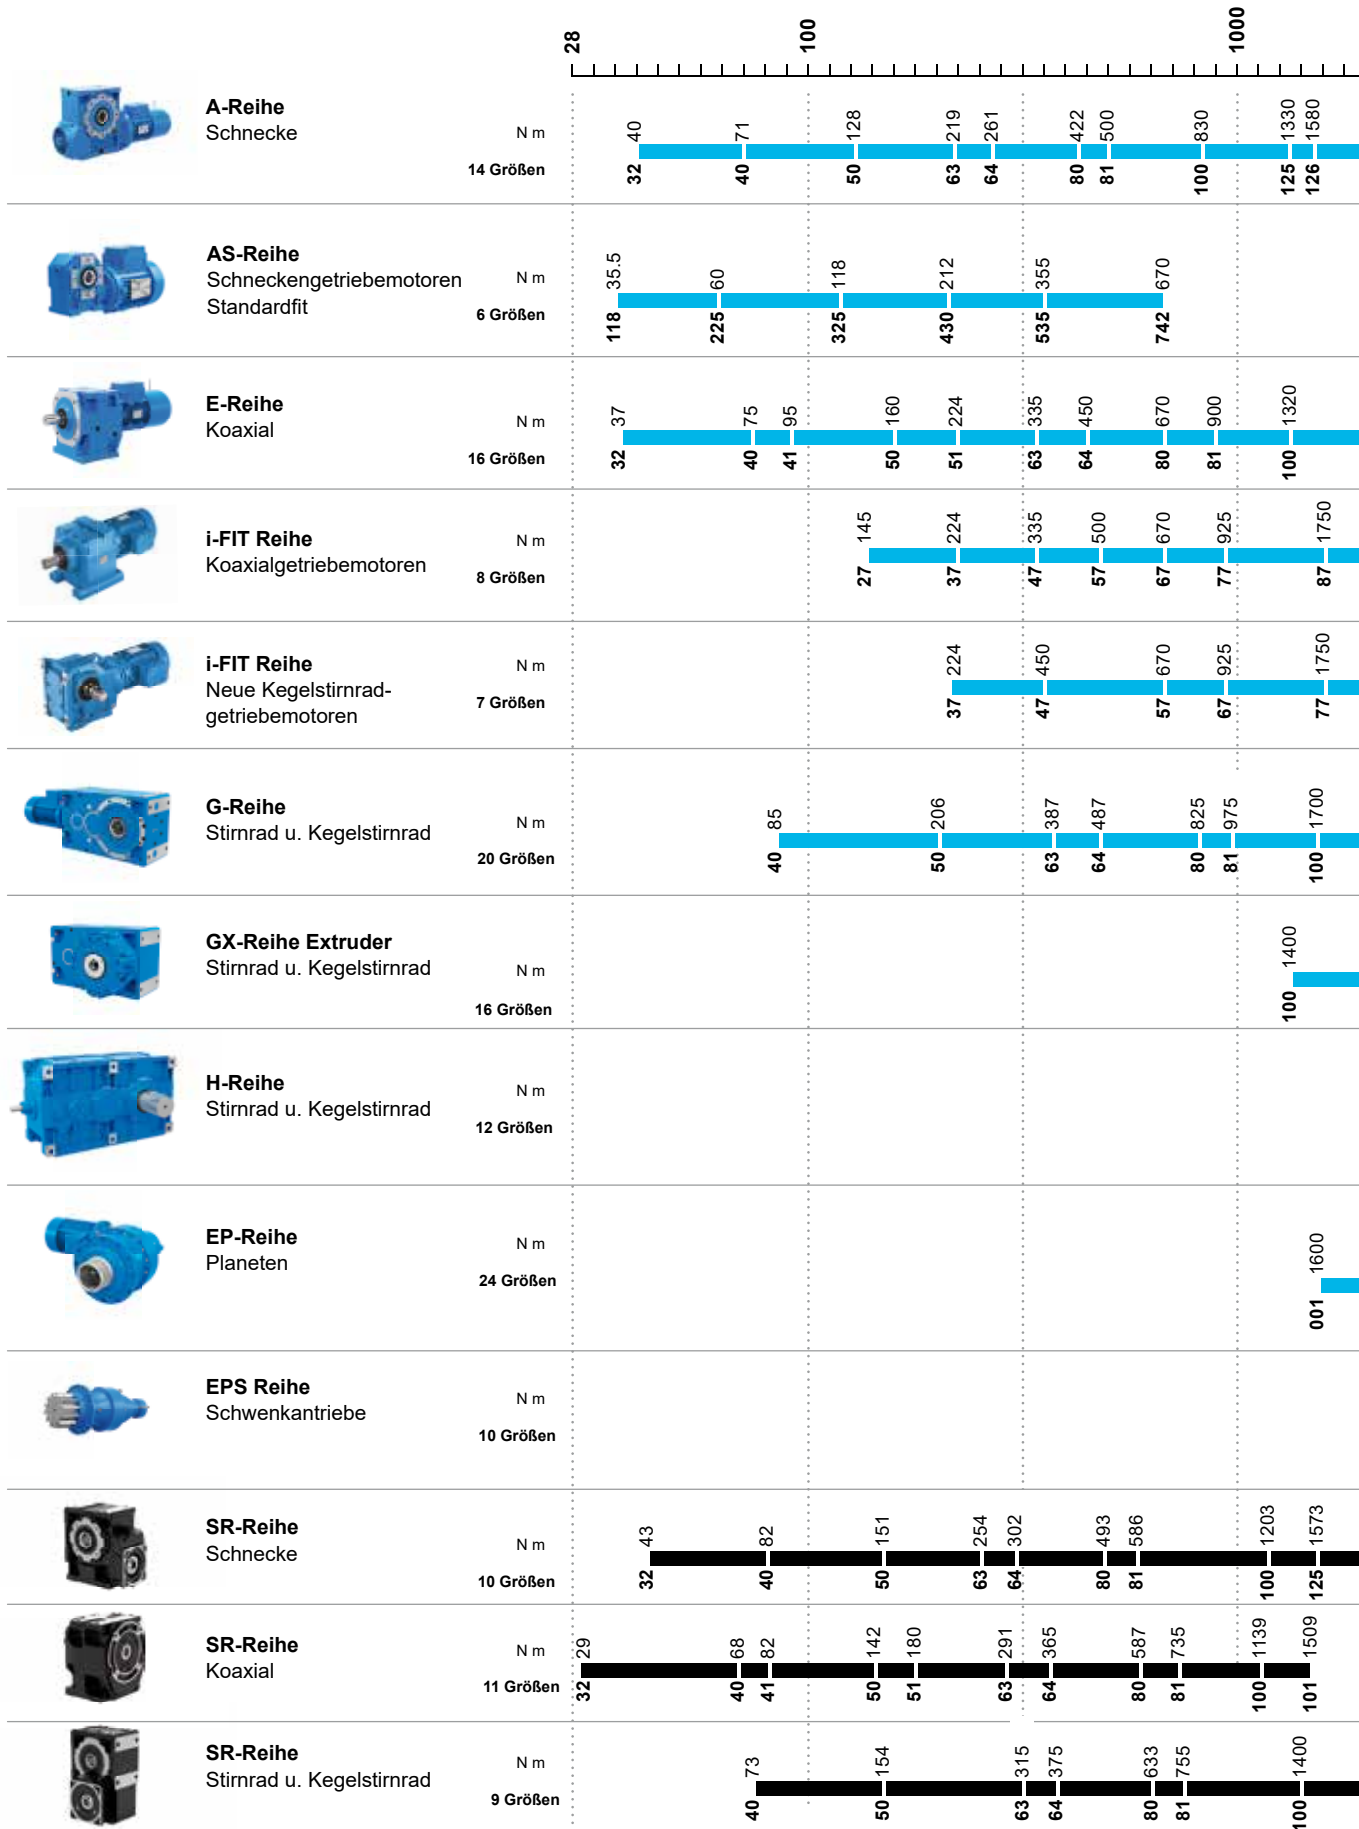 28 100 1000
A-Reihe
Schnecke
N m 40 71 128 219 261 422 500 830 1330 1580
14 Größen 32 40 50 63 64 80 81 100 125 126
AS-Reihe
Schneckengetriebemotoren
Standardfit
N m 35.5 60 118 212 355 670
6 Größen 118 225 325 430 535 742
E-Reihe
Koaxial
N m 37 75 95 160 224 335 450 670 900 1320
16 Größen 32 40 41 50 51 63 64 80 81 100
i-FIT Reihe
Koaxialgetriebemotoren
N m 145 224 335 500 670 925 1750
8 Größen 27 37 47 57 67 77 87
i-FIT Reihe
Neue Kegelstirnrad-
getriebemotoren
N m 224 450 670 925 1750
7 Größen 37 47 57 67 77
G-Reihe
Stirnrad u. Kegelstirnrad
N m 85 206 387 487 825 975 1700
20 Größen 40 50 63 64 80 81 100
GX-Reihe Extruder
Stirnrad u. Kegelstirnrad
N m 1400
16 Größen 100
H-Reihe
Stirnrad u. Kegelstirnrad
N m
12 Größen
EP-Reihe
Planeten
N m 1600
24 Größen 001
EPS Reihe
Schwenkantriebe
N m
10 Größen
SR-Reihe
Schnecke
N m 43 82 151 254 302 493 586 1203 1573
10 Größen 32 40 50 63 64 80 81 100 125
SR-Reihe
Koaxial
N m 29 68 82 142 180 291 365 587 735 1139 1509
11 Größen 32 40 41 50 51 63 64 80 81 100 101
SR-Reihe
Stirnrad u. Kegelstirnrad
N m 73 154 315 375 633 755 1400
9 Größen 40 50 63 64 80 81 100